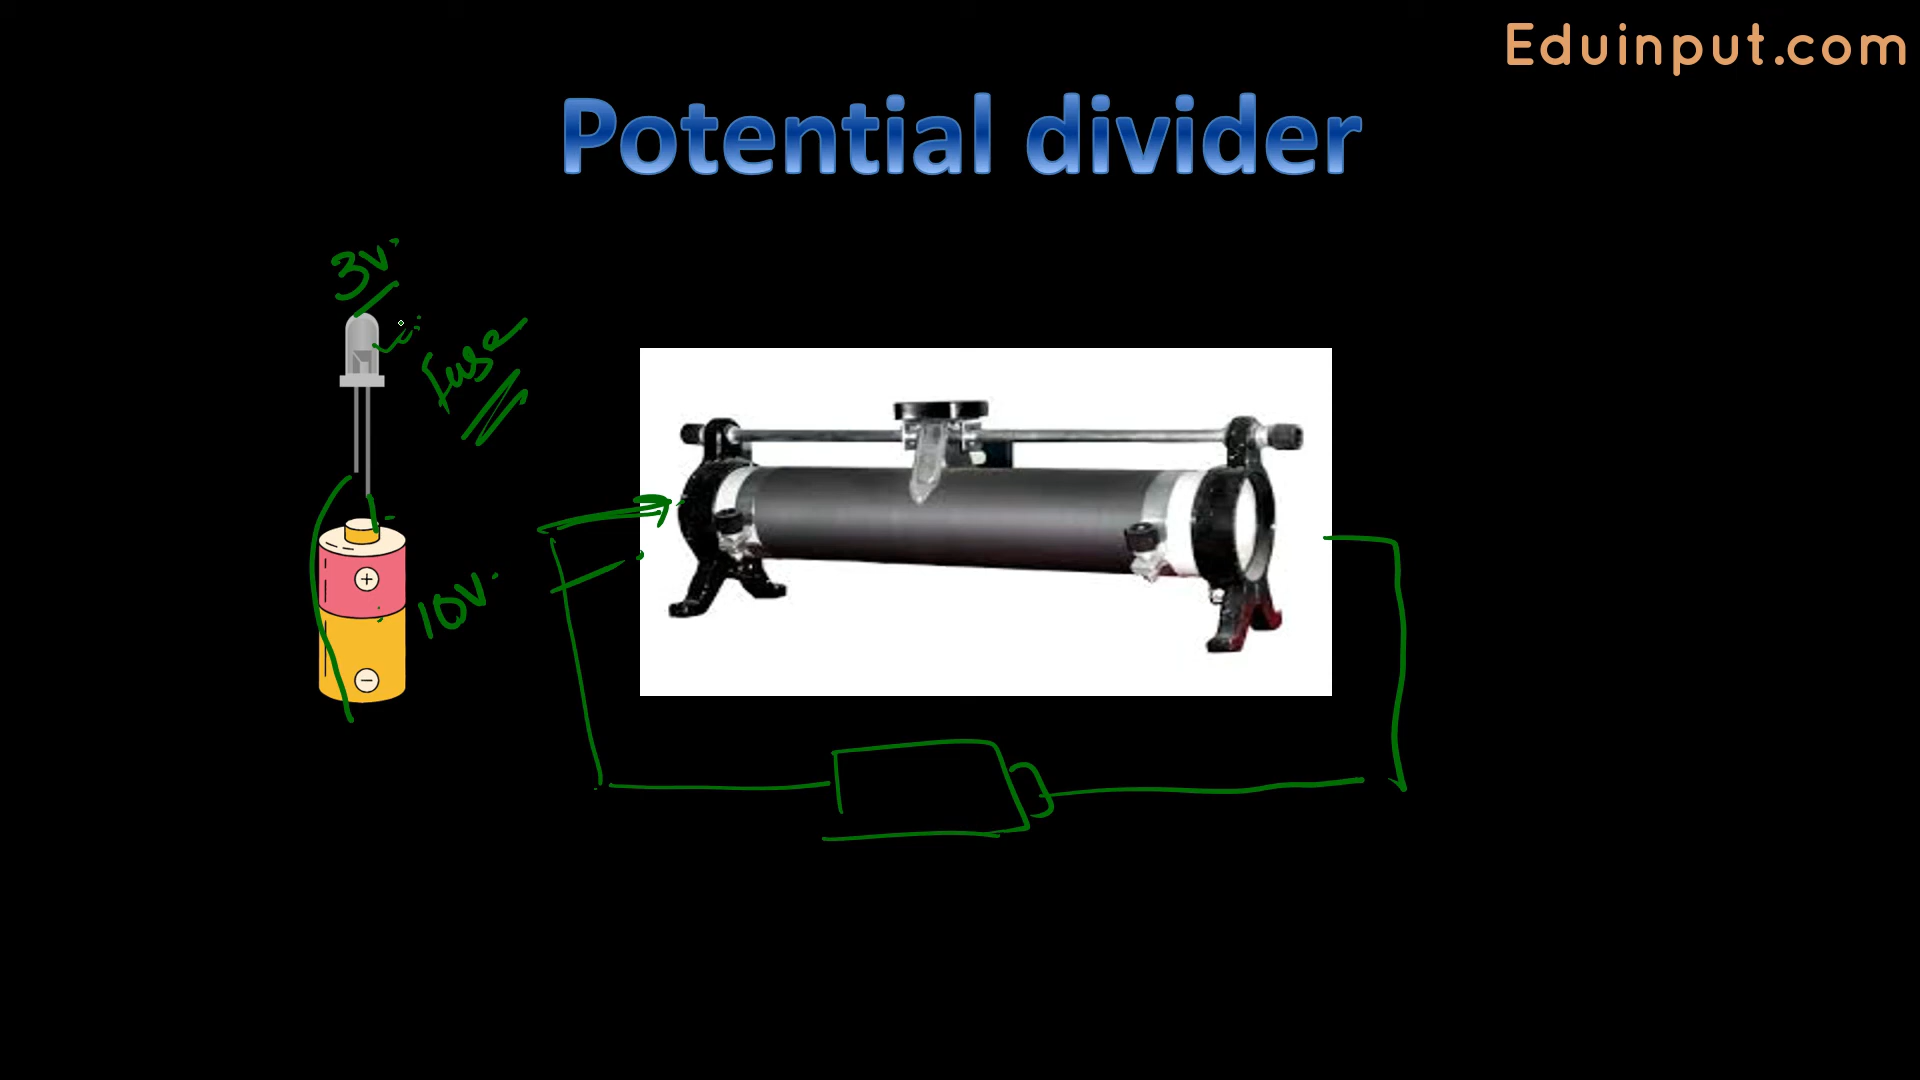 Eduinput.com
Potential divider
3v
fuse
+
10v
−